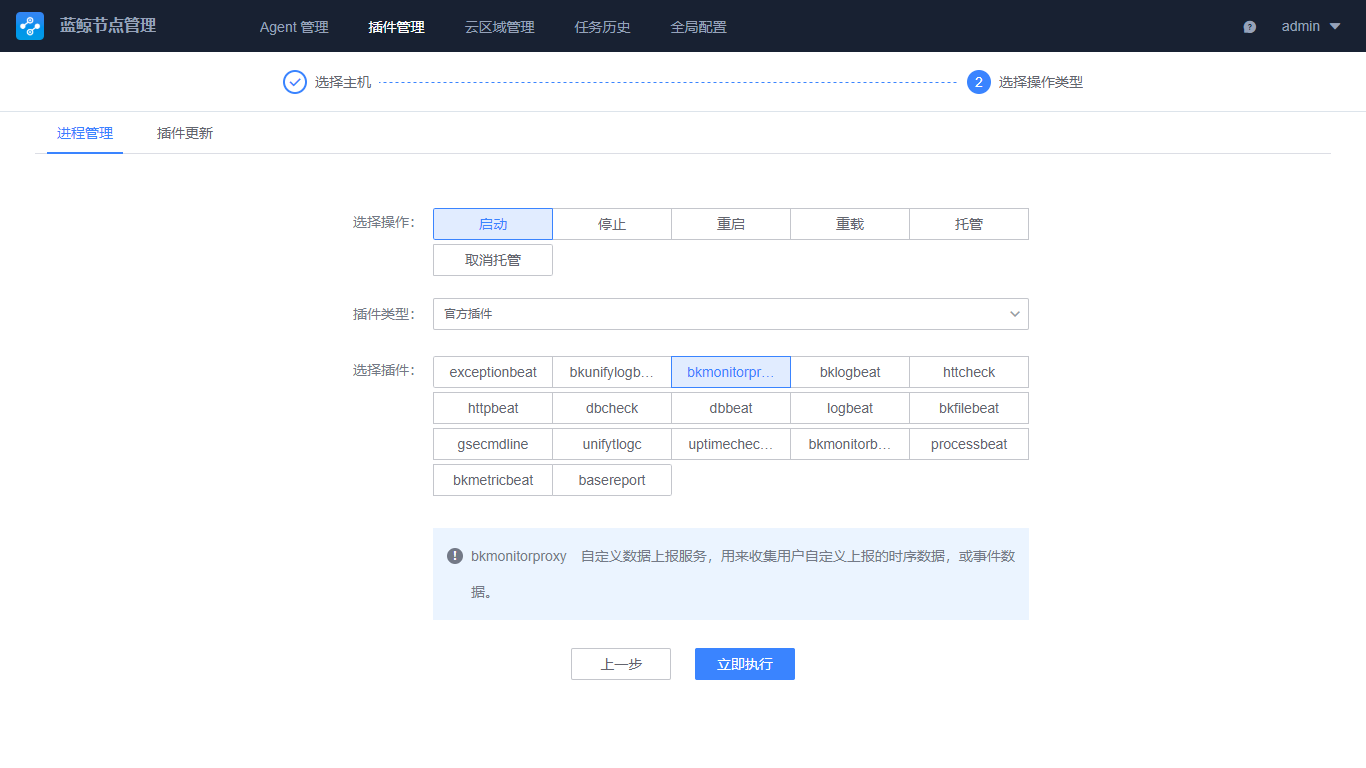 蓝鲸节点管理 Agent 管理 插件管理 云区域管理 任务历史 全局配置 ? admin
选择主机 2 选择操作类型
进程管理 插件更新
选择操作： 启动 停止 重启 重载 托管
取消托管
插件类型： 官方插件
选择插件： exceptionbeat bkunifylogb… bkmonitorpr… bklogbeat httcheck
httpbeat dbcheck dbbeat logbeat bkfilebeat
gsecmdline unifytlogc uptimechec… bkmonitorb… processbeat
bkmetricbeat basereport
! bkmonitorproxy 自定义数据上报服务，用来收集用户自定义上报的时序数据，或事件数
据。
上一步 立即执行